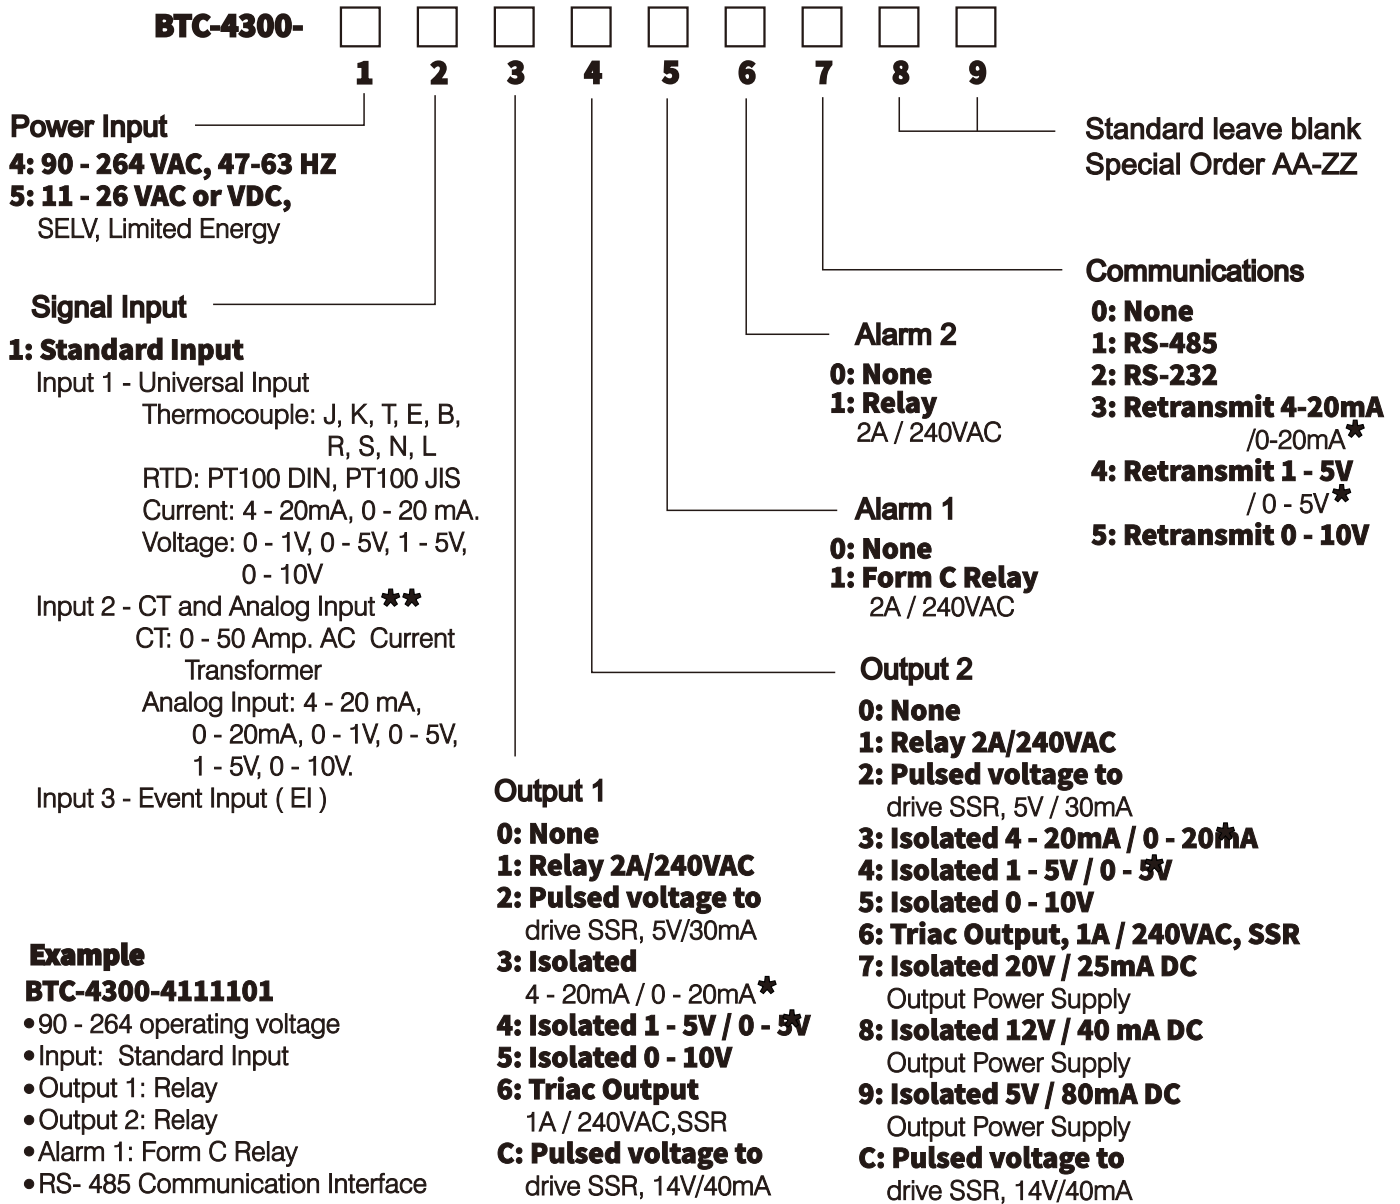 BTC-4300-
1 2 3 4 5 6 7 8 9
Power Input
4: 90 - 264 VAC, 47-63 HZ
5: 11 - 26 VAC or VDC,
SELV, Limited Energy
Signal Input
1: Standard Input
Input 1 - Universal Input
Thermocouple: J, K, T, E, B,
R, S, N, L
RTD: PT100 DIN, PT100 JIS
Current: 4 - 20mA, 0 - 20 mA.
Voltage: 0 - 1V, 0 - 5V, 1 - 5V,
0 - 10V
Input 2 - CT and Analog Input **
CT: 0 - 50 Amp. AC Current
Transformer
Analog Input: 4 - 20 mA,
0 - 20mA, 0 - 1V, 0 - 5V,
1 - 5V, 0 - 10V.
Input 3 - Event Input ( EI )
Example
BTC-4300-4111101
•90 - 264 operating voltage
•Input: Standard Input
•Output 1: Relay
•Output 2: Relay
•Alarm 1: Form C Relay
•RS- 485 Communication Interface
Output 1
0: None
1: Relay 2A/240VAC
2: Pulsed voltage to
drive SSR, 5V/30mA
3: Isolated
4 - 20mA / 0 - 20mA*
4: Isolated 1 - 5V / 0 - 5V*
5: Isolated 0 - 10V
6: Triac Output
1A / 240VAC,SSR
C: Pulsed voltage to
drive SSR, 14V/40mA
Output 2
0: None
1: Relay 2A/240VAC
2: Pulsed voltage to
drive SSR, 5V / 30mA
3: Isolated 4 - 20mA / 0 - 20mA*
4: Isolated 1 - 5V / 0 - 5V*
5: Isolated 0 - 10V
6: Triac Output, 1A / 240VAC, SSR
7: Isolated 20V / 25mA DC
Output Power Supply
8: Isolated 12V / 40 mA DC
Output Power Supply
9: Isolated 5V / 80mA DC
Output Power Supply
C: Pulsed voltage to
drive SSR, 14V/40mA
Alarm 1
0: None
1: Form C Relay
2A / 240VAC
Alarm 2
0: None
1: Relay
2A / 240VAC
Communications
0: None
1: RS-485
2: RS-232
3: Retransmit 4-20mA
/0-20mA*
4: Retransmit 1 - 5V
/ 0 - 5V*
5: Retransmit 0 - 10V
Standard leave blank
Special Order AA-ZZ